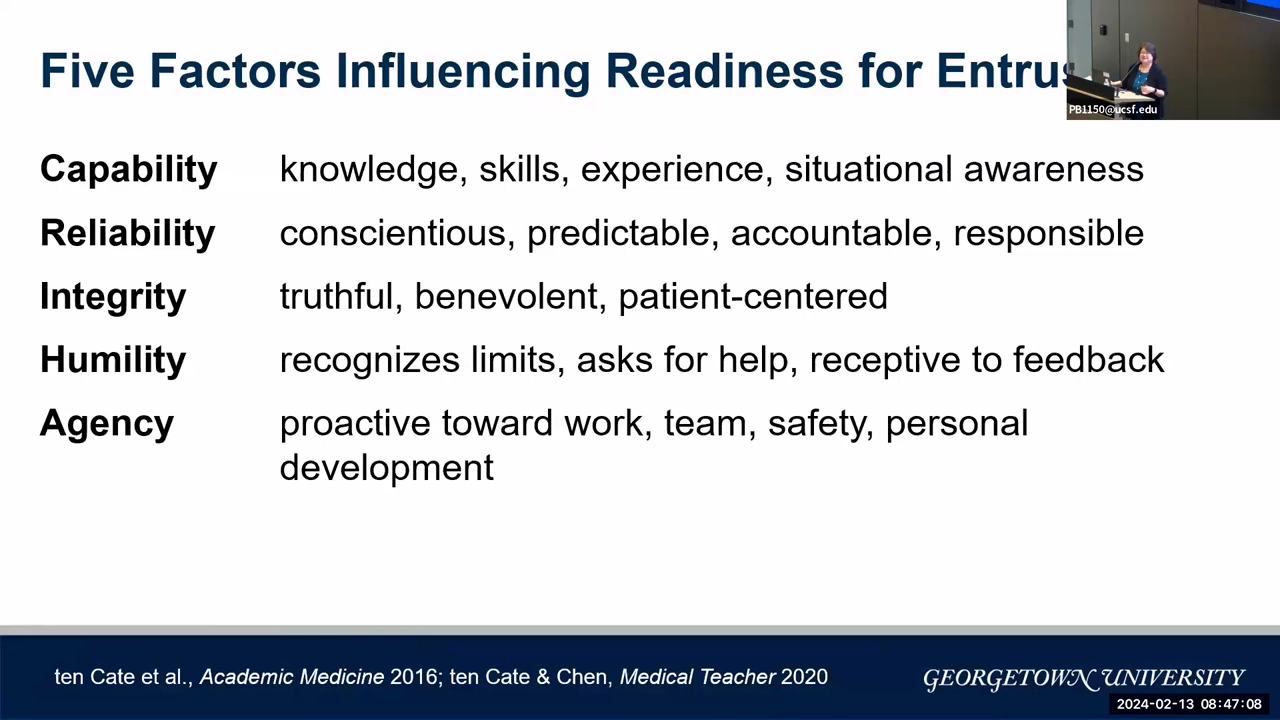 Five Factors Influencing Readiness for Entrus
PB1150@ucsf.edu
Capability knowledge, skills, experience, situational awareness
Reliability conscientious, predictable, accountable, responsible
Integrity truthful, benevolent, patient-centered
Humility recognizes limits, asks for help, receptive to feedback
Agency proactive toward work, team, safety, personal
development
ten Cate et al., Academic Medicine 2016; ten Cate & Chen, Medical Teacher 2020
GEORGETOWN UNIVERSITY
2024-02-13 08:47:08